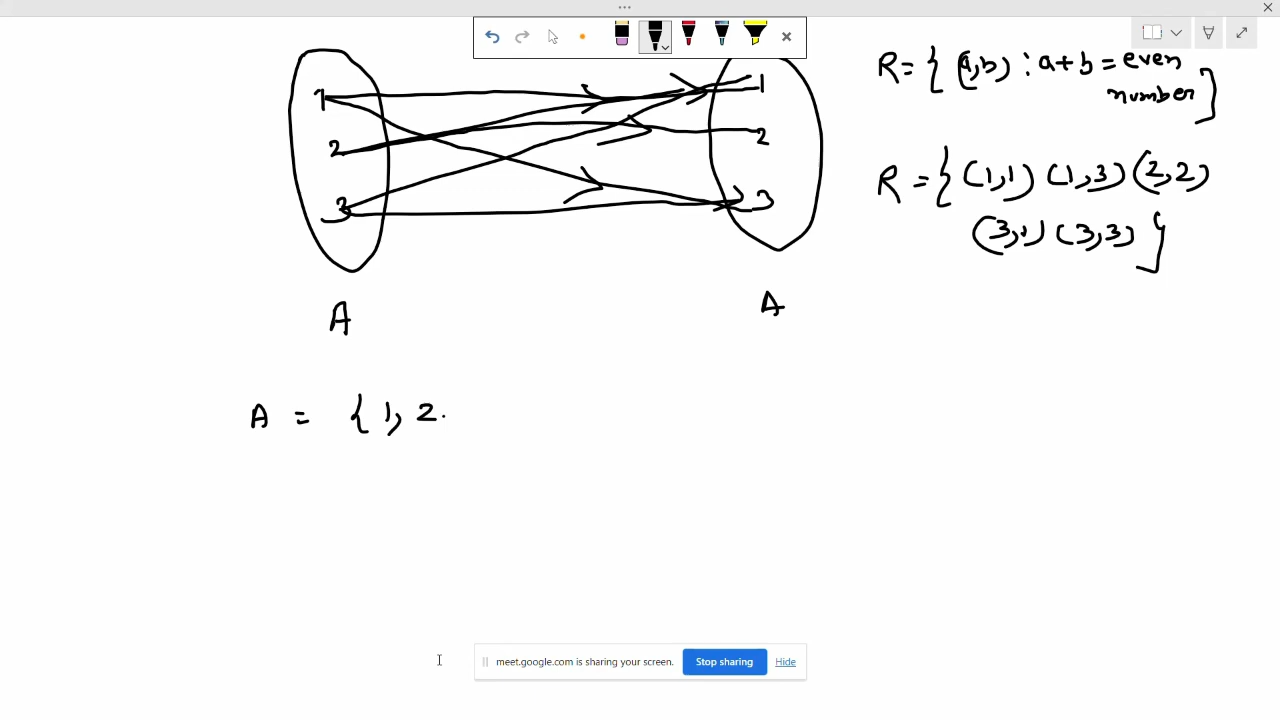 R = { (a,b) : a + b = even
number }
1
1
2
2
3
3
R = { (1,1) (1,3) (2,2)
(3,1) (3,3) }
A
A
A = { 1, 2.
meet.google.com is sharing your screen. Stop sharing Hide